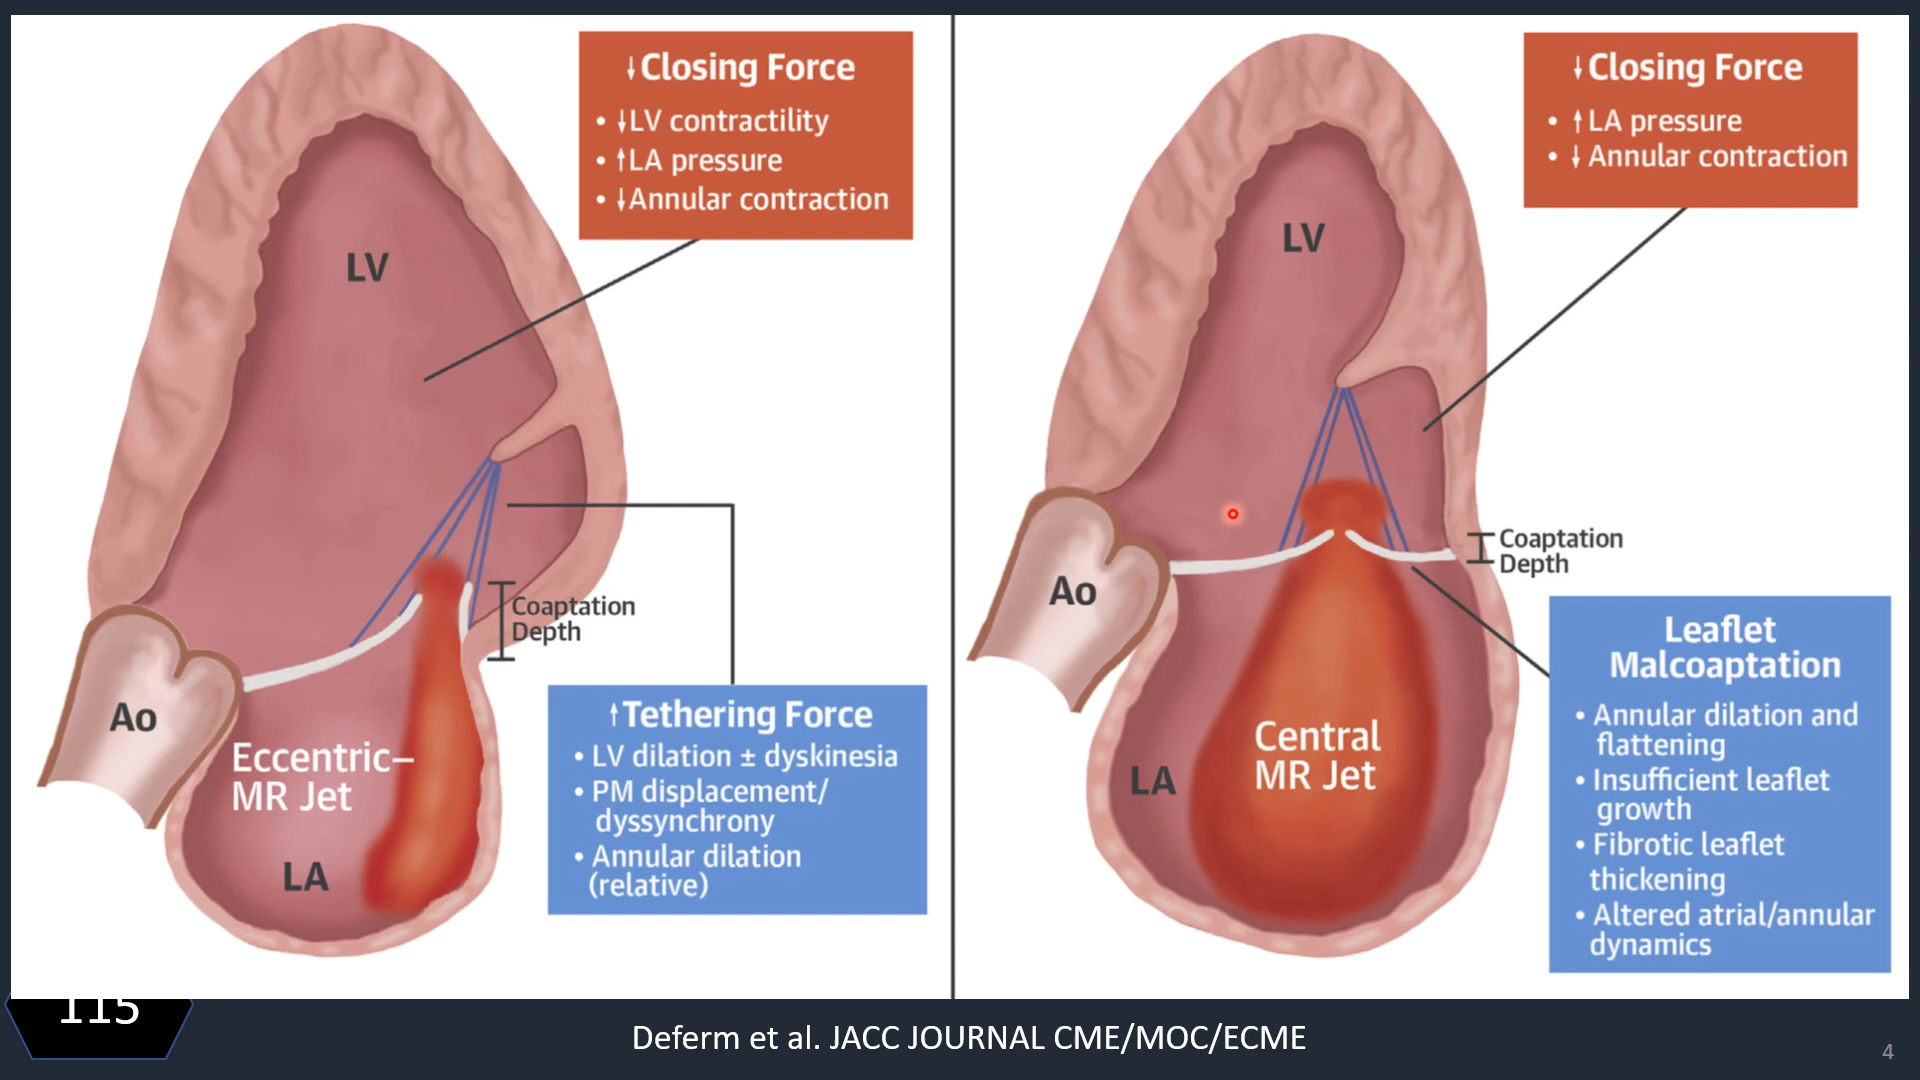 ↓Closing Force
• ↓LV contractility
• ↑LA pressure
• ↓Annular contraction
LV
Coaptation
Depth
Ao
Eccentric–
MR Jet
LA
↑Tethering Force
• LV dilation ± dyskinesia
• PM displacement/
dyssynchrony
• Annular dilation
(relative)
↓Closing Force
• ↑LA pressure
• ↓Annular contraction
LV
Coaptation
Depth
Ao
Central
MR Jet
LA
Leaflet
Malcoaptation
• Annular dilation and
flattening
• Insufficient leaflet
growth
• Fibrotic leaflet
thickening
• Altered atrial/annular
dynamics
115
Deferm et al. JACC JOURNAL CME/MOC/ECME
4